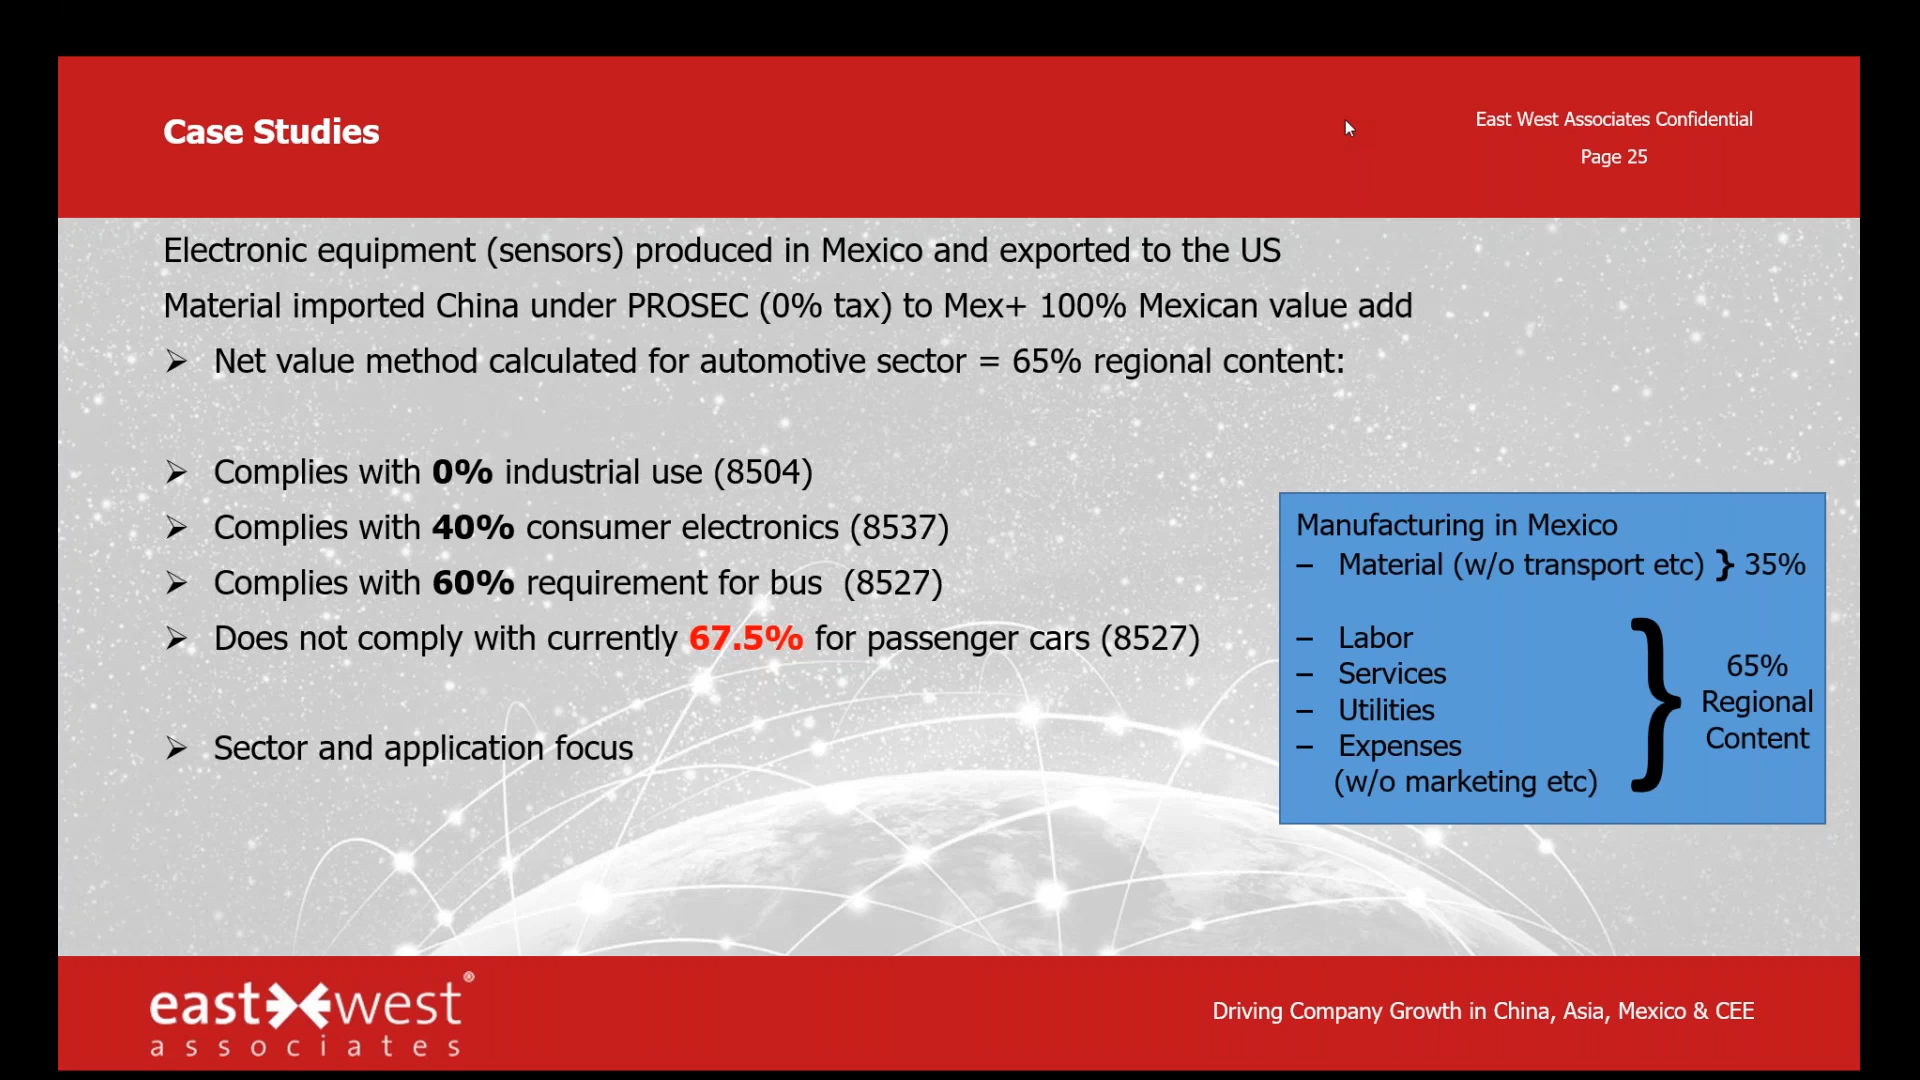 Case Studies
East West Associates Confidential
Page 25
Electronic equipment (sensors) produced in Mexico and exported to the US
Material imported China under PROSEC (0% tax) to Mex+ 100% Mexican value add
➢ Net value method calculated for automotive sector = 65% regional content:
➢ Complies with 0% industrial use (8504)
➢ Complies with 40% consumer electronics (8537)
➢ Complies with 60% requirement for bus (8527)
➢ Does not comply with currently 67.5% for passenger cars (8527)
➢ Sector and application focus
Manufacturing in Mexico
– Material (w/o transport etc) } 35%
– Labor
– Services
– Utilities
– Expenses
(w/o marketing etc)
}
65%
Regional
Content
eastwest®
associates
Driving Company Growth in China, Asia, Mexico & CEE